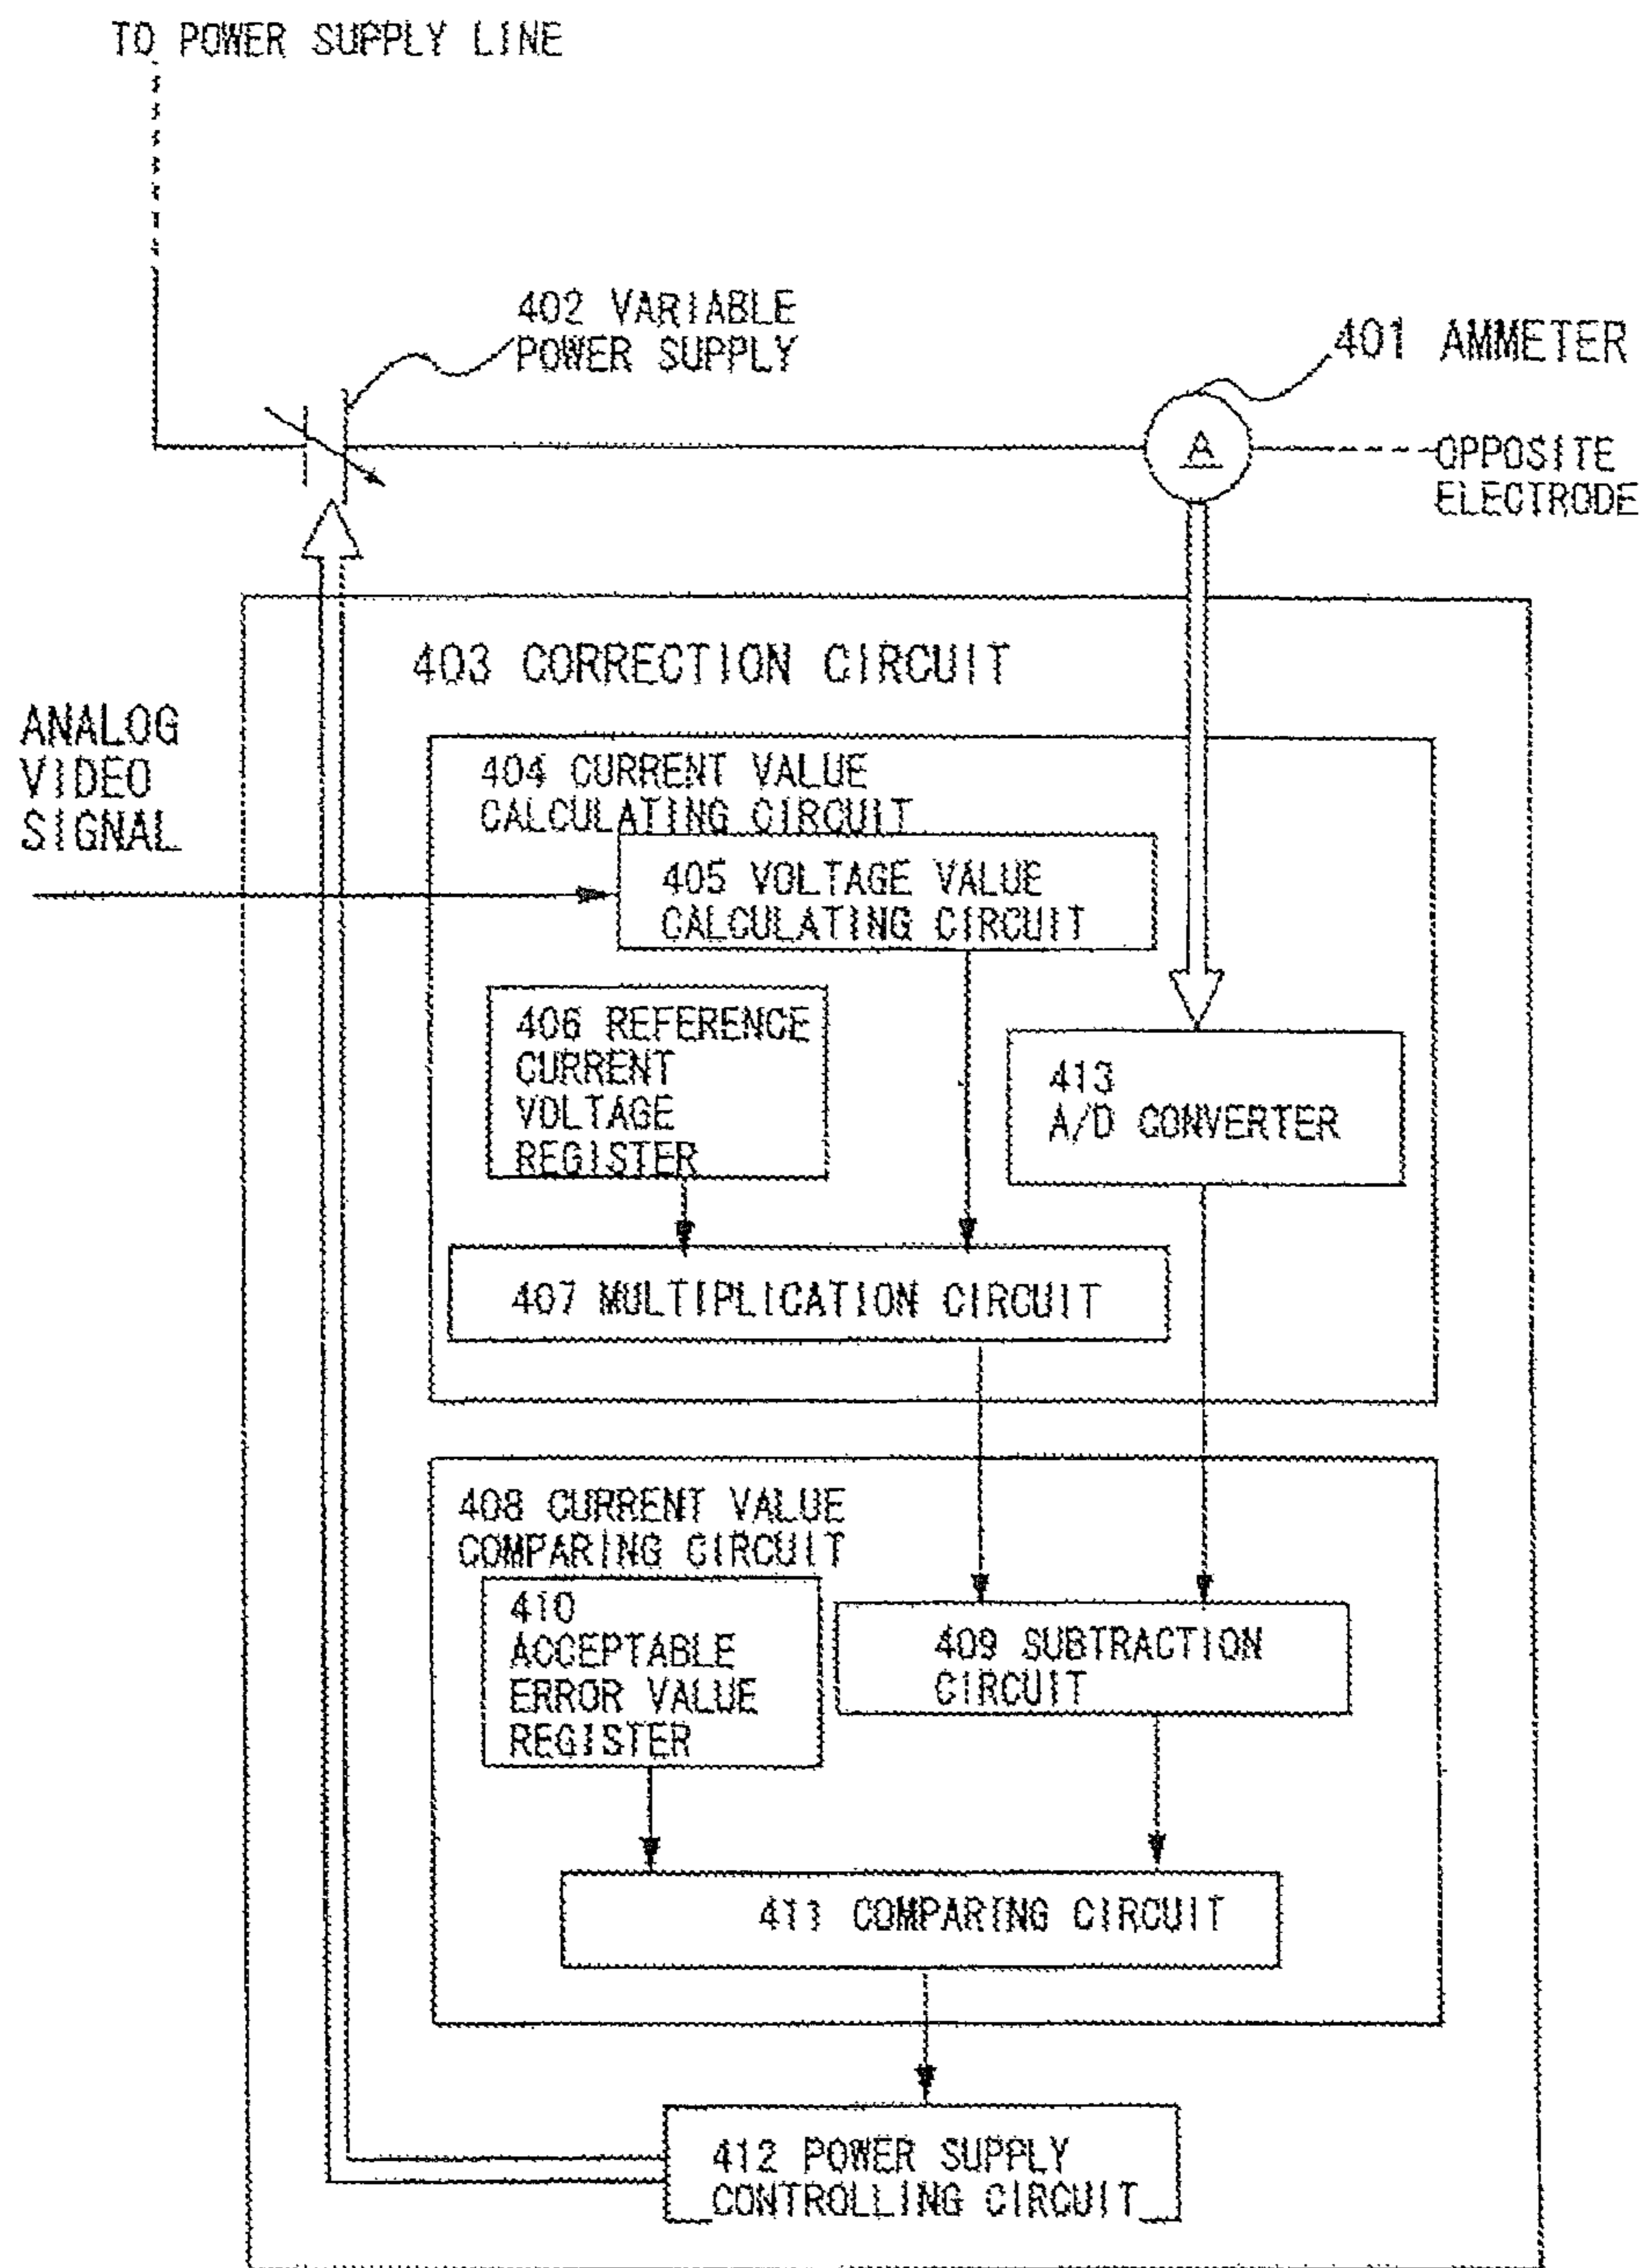 TO POWER SUPPLY LINE
402 VARIABLE
POWER SUPPLY
401 AMMETER
A
OPPOSITE
ELECTRODE
403 CORRECTION CIRCUIT
ANALOG
VIDEO
SIGNAL
404 CURRENT VALUE
CALCULATING CIRCUIT
405 VOLTAGE VALUE
CALCULATING CIRCUIT
406 REFERENCE
CURRENT
VOLTAGE
REGISTER
413
A/D CONVERTER
407 MULTIPLICATION CIRCUIT
408 CURRENT VALUE
COMPARING CIRCUIT
410
ACCEPTABLE
ERROR VALUE
REGISTER
409 SUBTRACTION
CIRCUIT
411 COMPARING CIRCUIT
412 POWER SUPPLY
CONTROLLING CIRCUIT